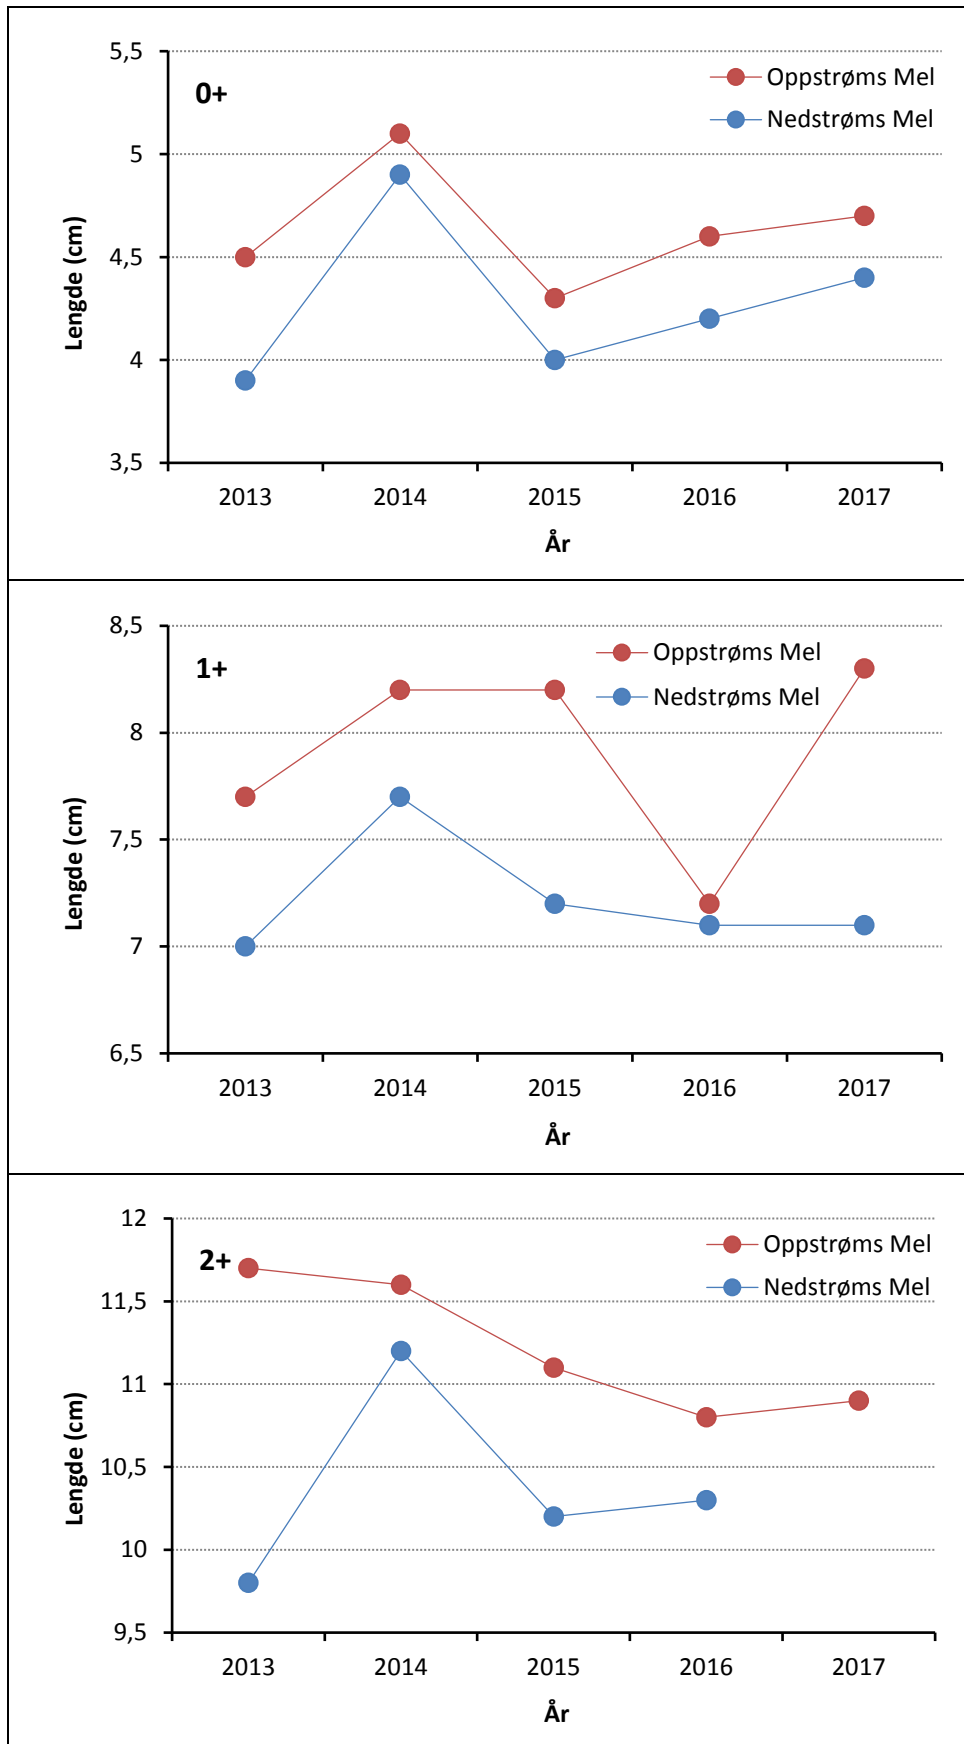 5,5
0+
Oppstrøms Mel
Nedstrøms Mel
5
4,5
4
3,5
Lengde (cm)
2013 2014 2015 2016 2017
År
8,5
1+
Oppstrøms Mel
Nedstrøms Mel
8
7,5
7
6,5
Lengde (cm)
2013 2014 2015 2016 2017
År
12
2+
Oppstrøms Mel
Nedstrøms Mel
11,5
11
10,5
10
9,5
Lengde (cm)
2013 2014 2015 2016 2017
År